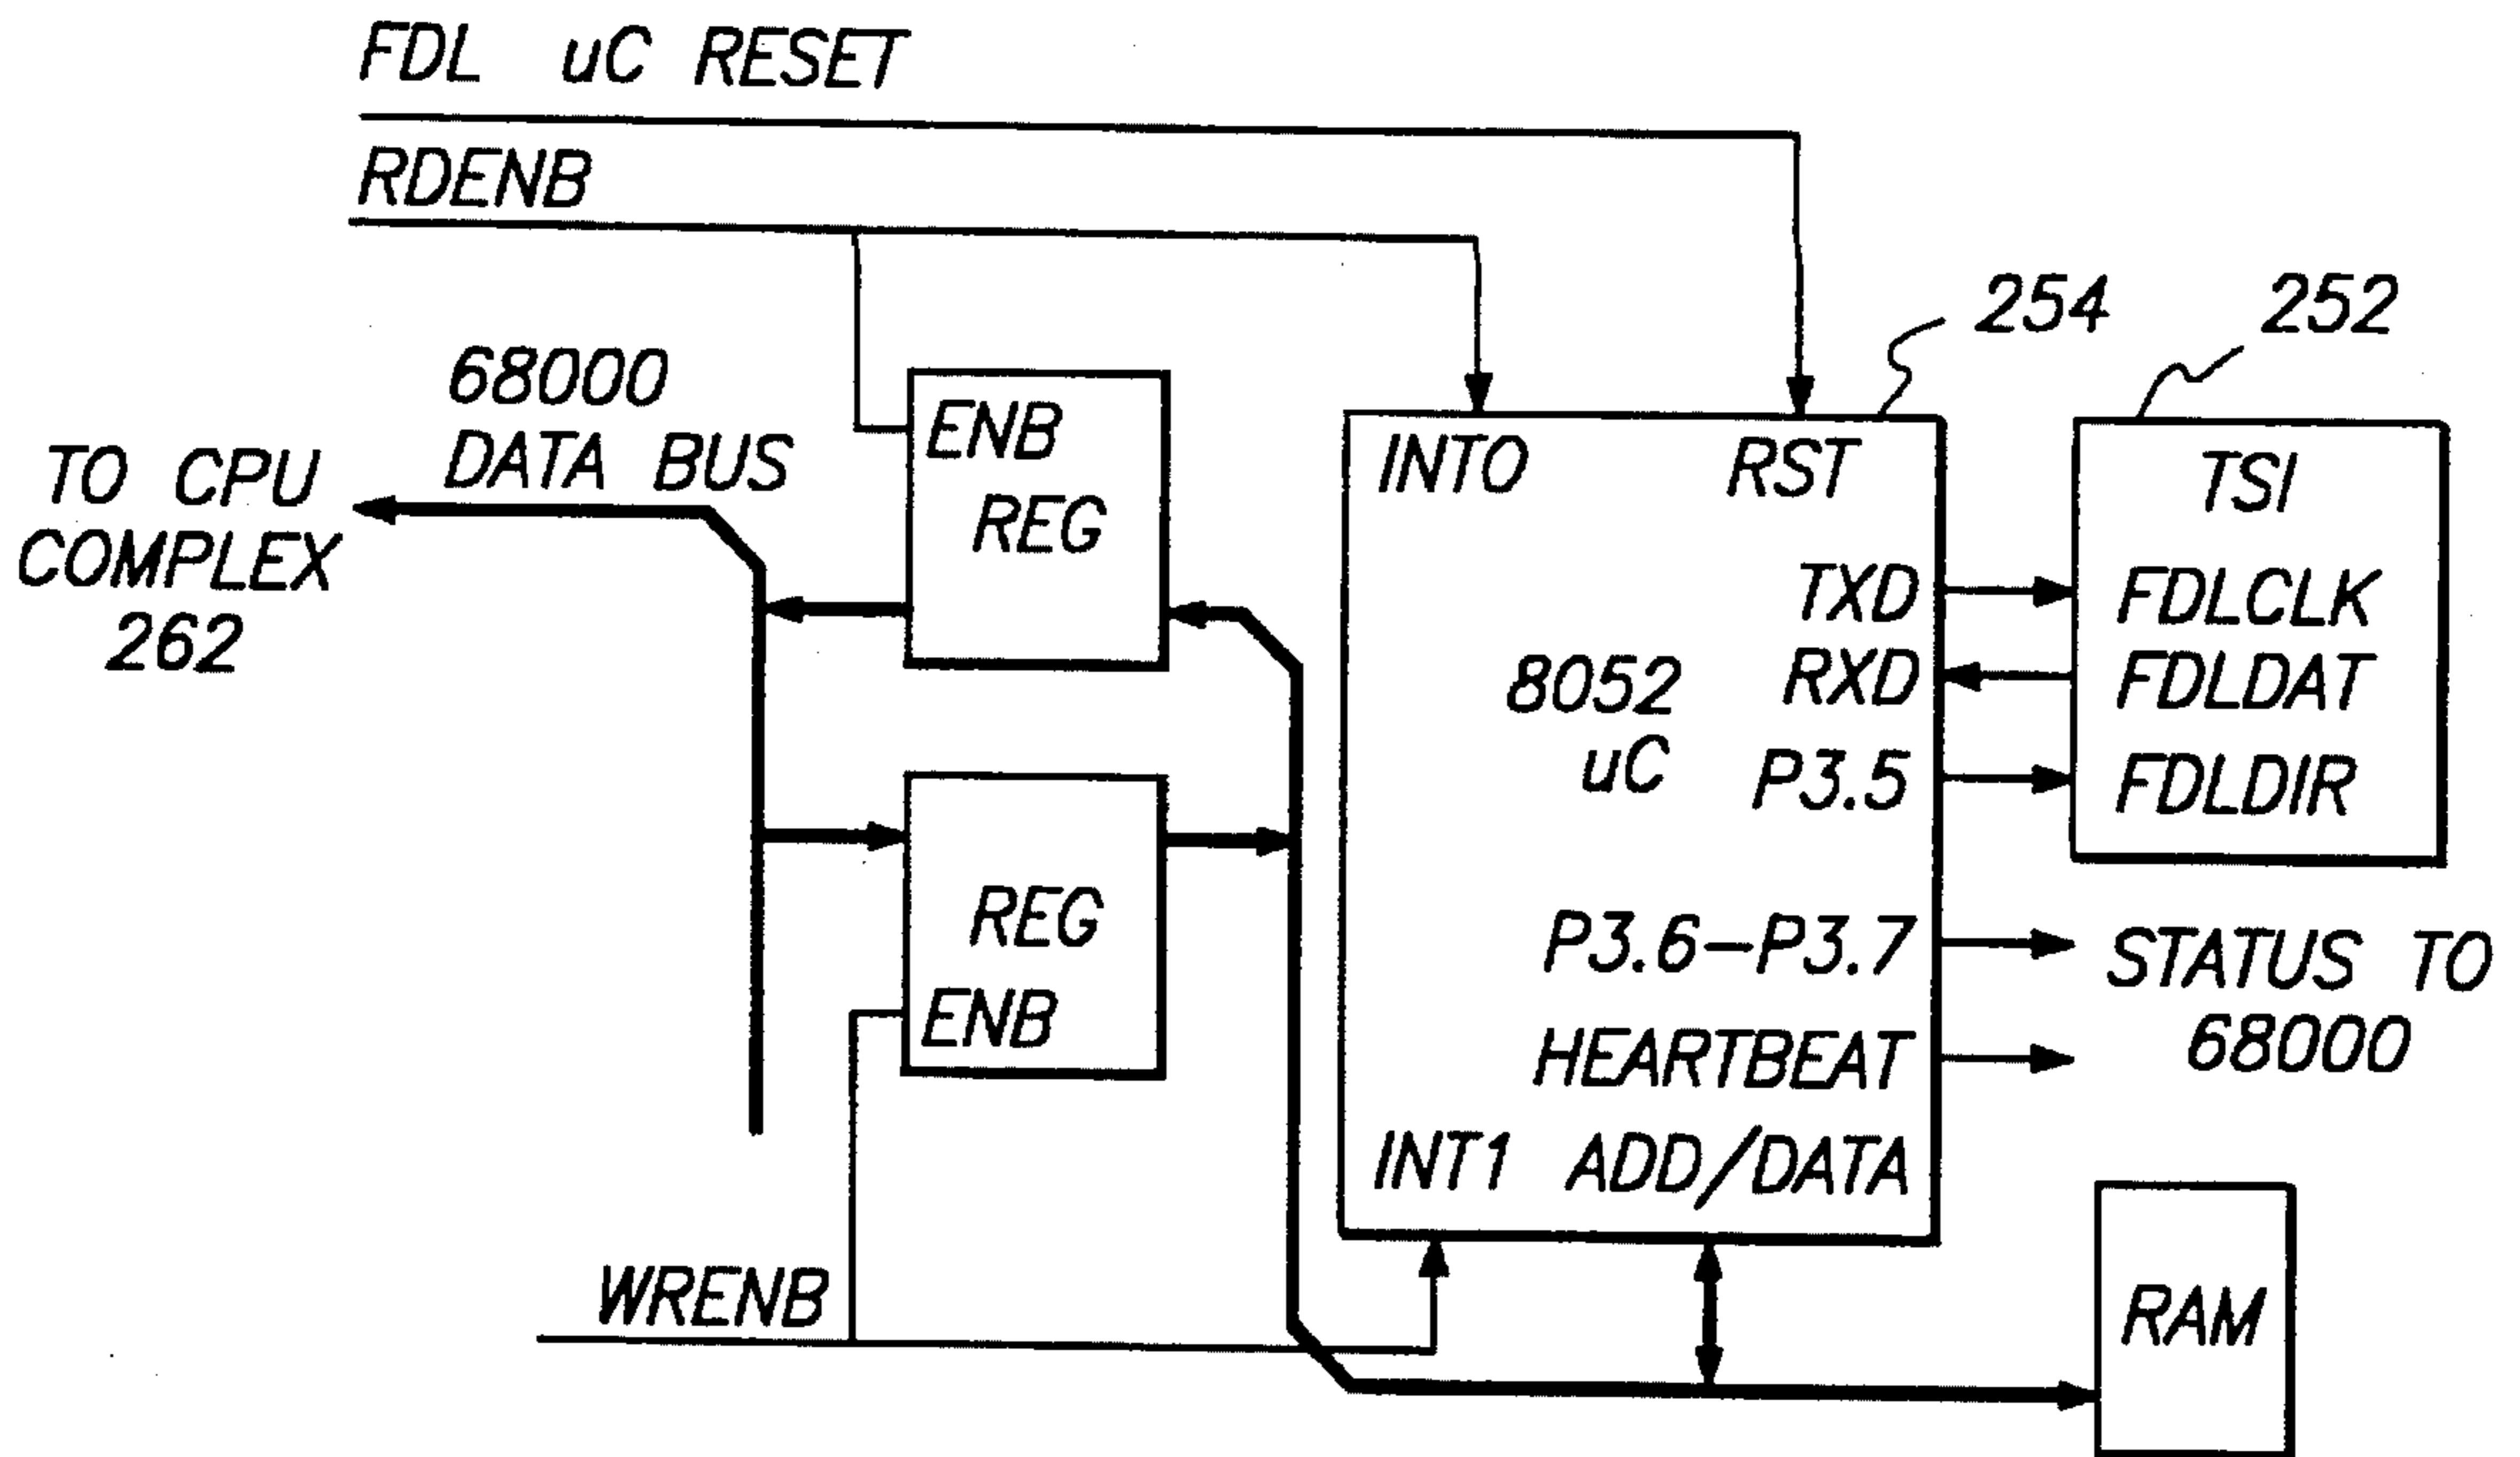 FDL uC RESET
RDENB
254
252
68000
DATA BUS
TO CPU
COMPLEX
262
ENB
REG
REG
ENB
WRENB
INTO
RST
TXD
RXD
8052
uC
P3.5
P3.6-P3.7
HEARTBEAT
INT1 ADD/DATA
TSI
FDLCLK
FDLDAT
FDLDIR
STATUS TO
68000
RAM